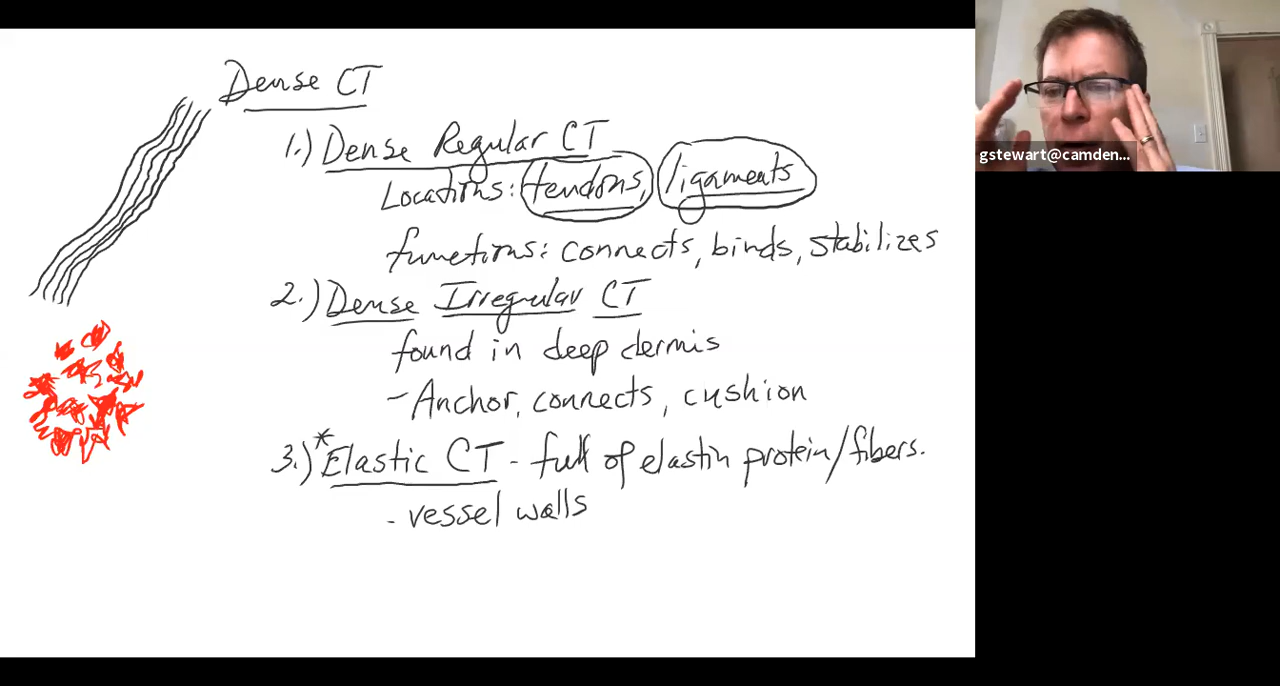 Dense CT
1.) Dense Regular CT
Locations: tendons, ligaments
functions: connects, binds, stabilizes
2.) Dense Irregular CT
found in deep dermis
- Anchor, connects, cushion
3.) *Elastic CT - full of elastin protein/fibers.
- vessel walls
gstewart@camden...